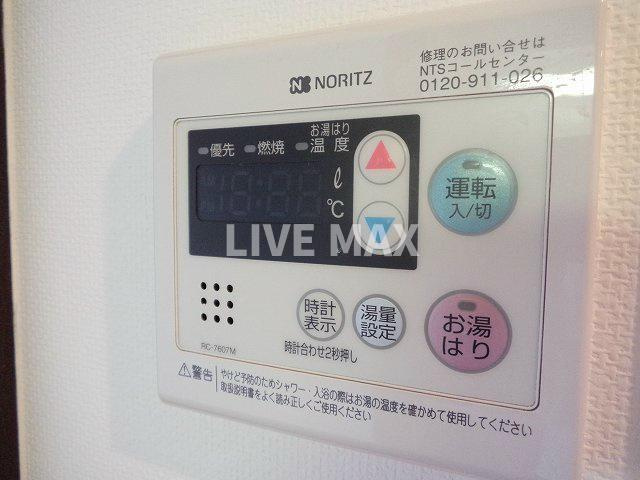 NORITZ
修理のお問い合せは
NTSコールセンター
0120-911-026
優先 燃焼 お湯はり温度
ℓ
℃
運転
入/切
LIVE MAX
時計
表示
湯量
設定
お湯
はり
時計合わせ2秒押し
RC-7607M
警告
やけど予防のためシャワー・入浴の際はお湯の温度を確かめて使用してください
取扱説明書をよく読み正しくご使用ください